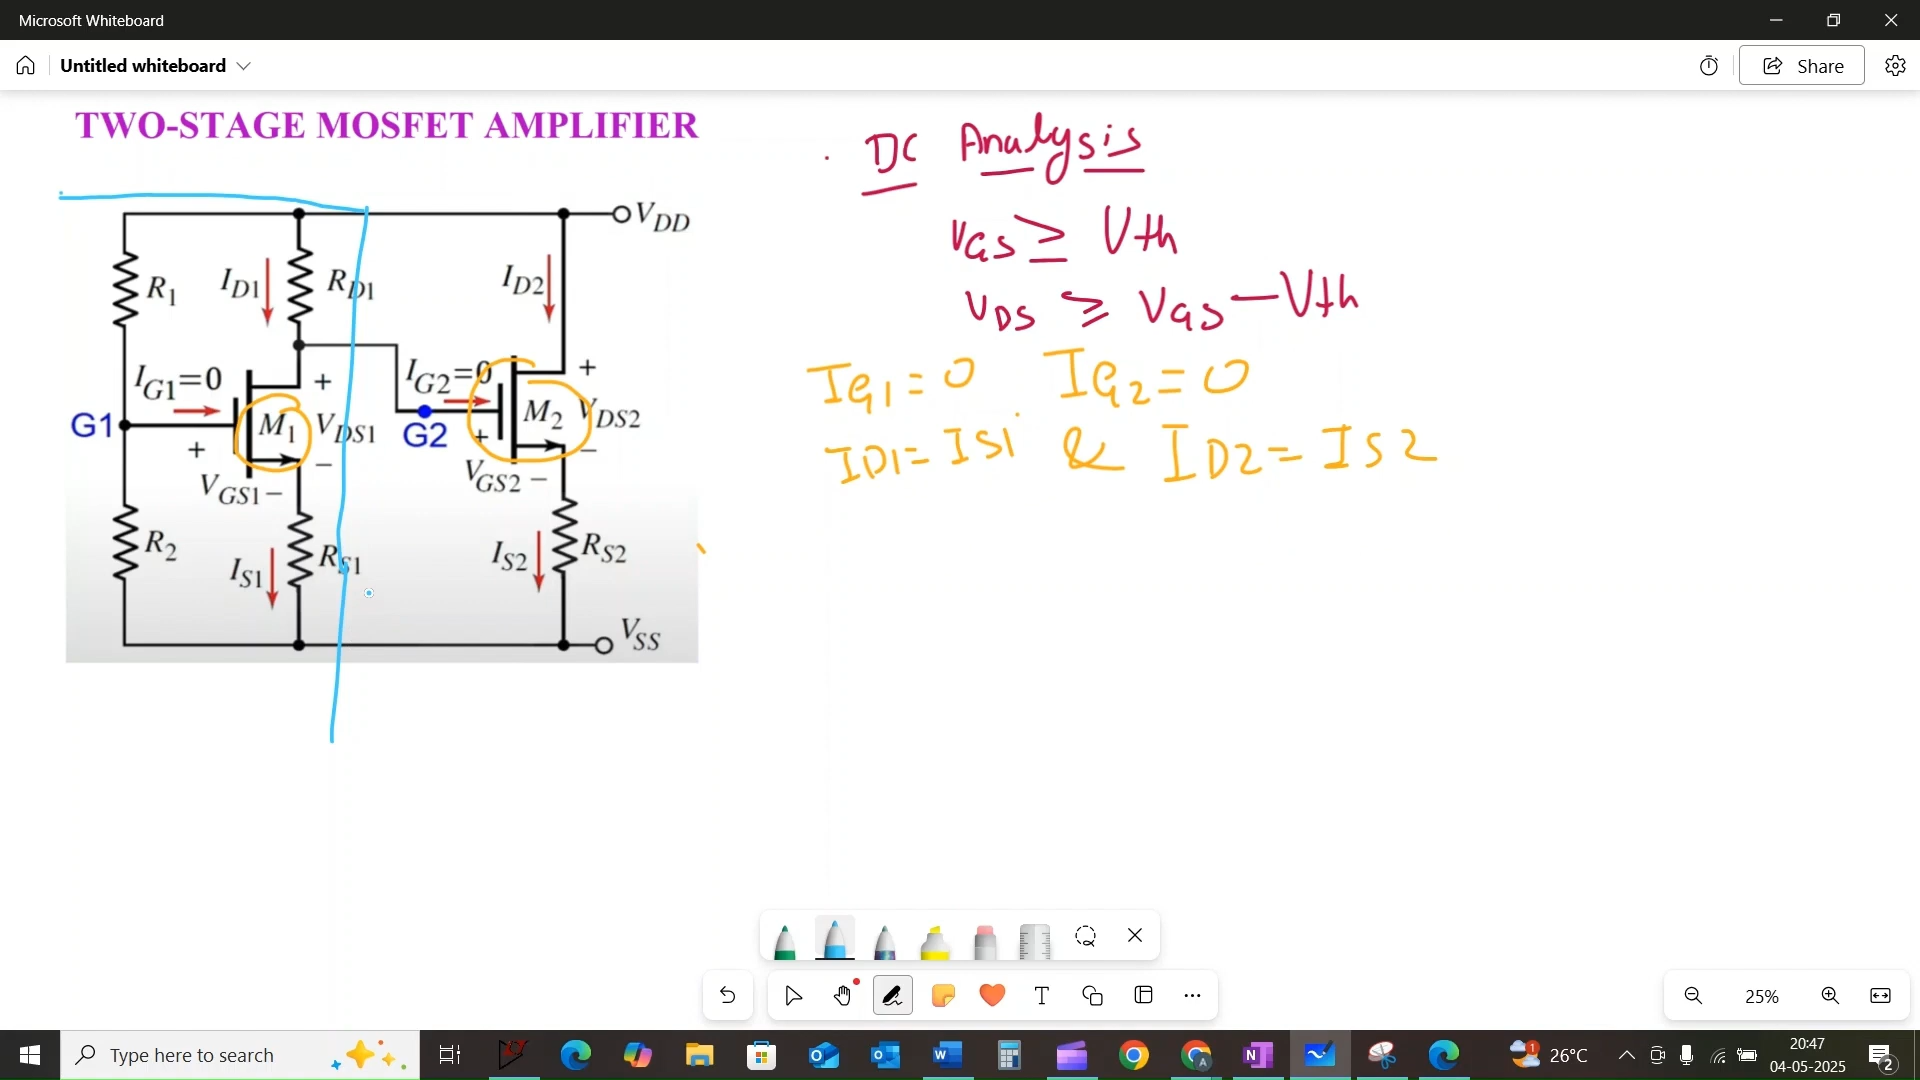 Microsoft Whiteboard
Untitled whiteboard
Share
TWO-STAGE MOSFET AMPLIFIER
VDD
R1
ID1
RD1
ID2
IG1=0
+
IG2=0
+
G1
M1
VDS1
G2
M2
VDS2
+
−
+
−
VGS1 −
VGS2 −
R2
IS1
RS1
IS2
RS2
VSS
DC Analysis
VGS ≥ Vth
VDS ≥ VGS − Vth
IG1 = 0 IG2 = 0
ID1 = IS1 & ID2 = IS2
25%
Type here to search
26°C
20:47
04-05-2025
2